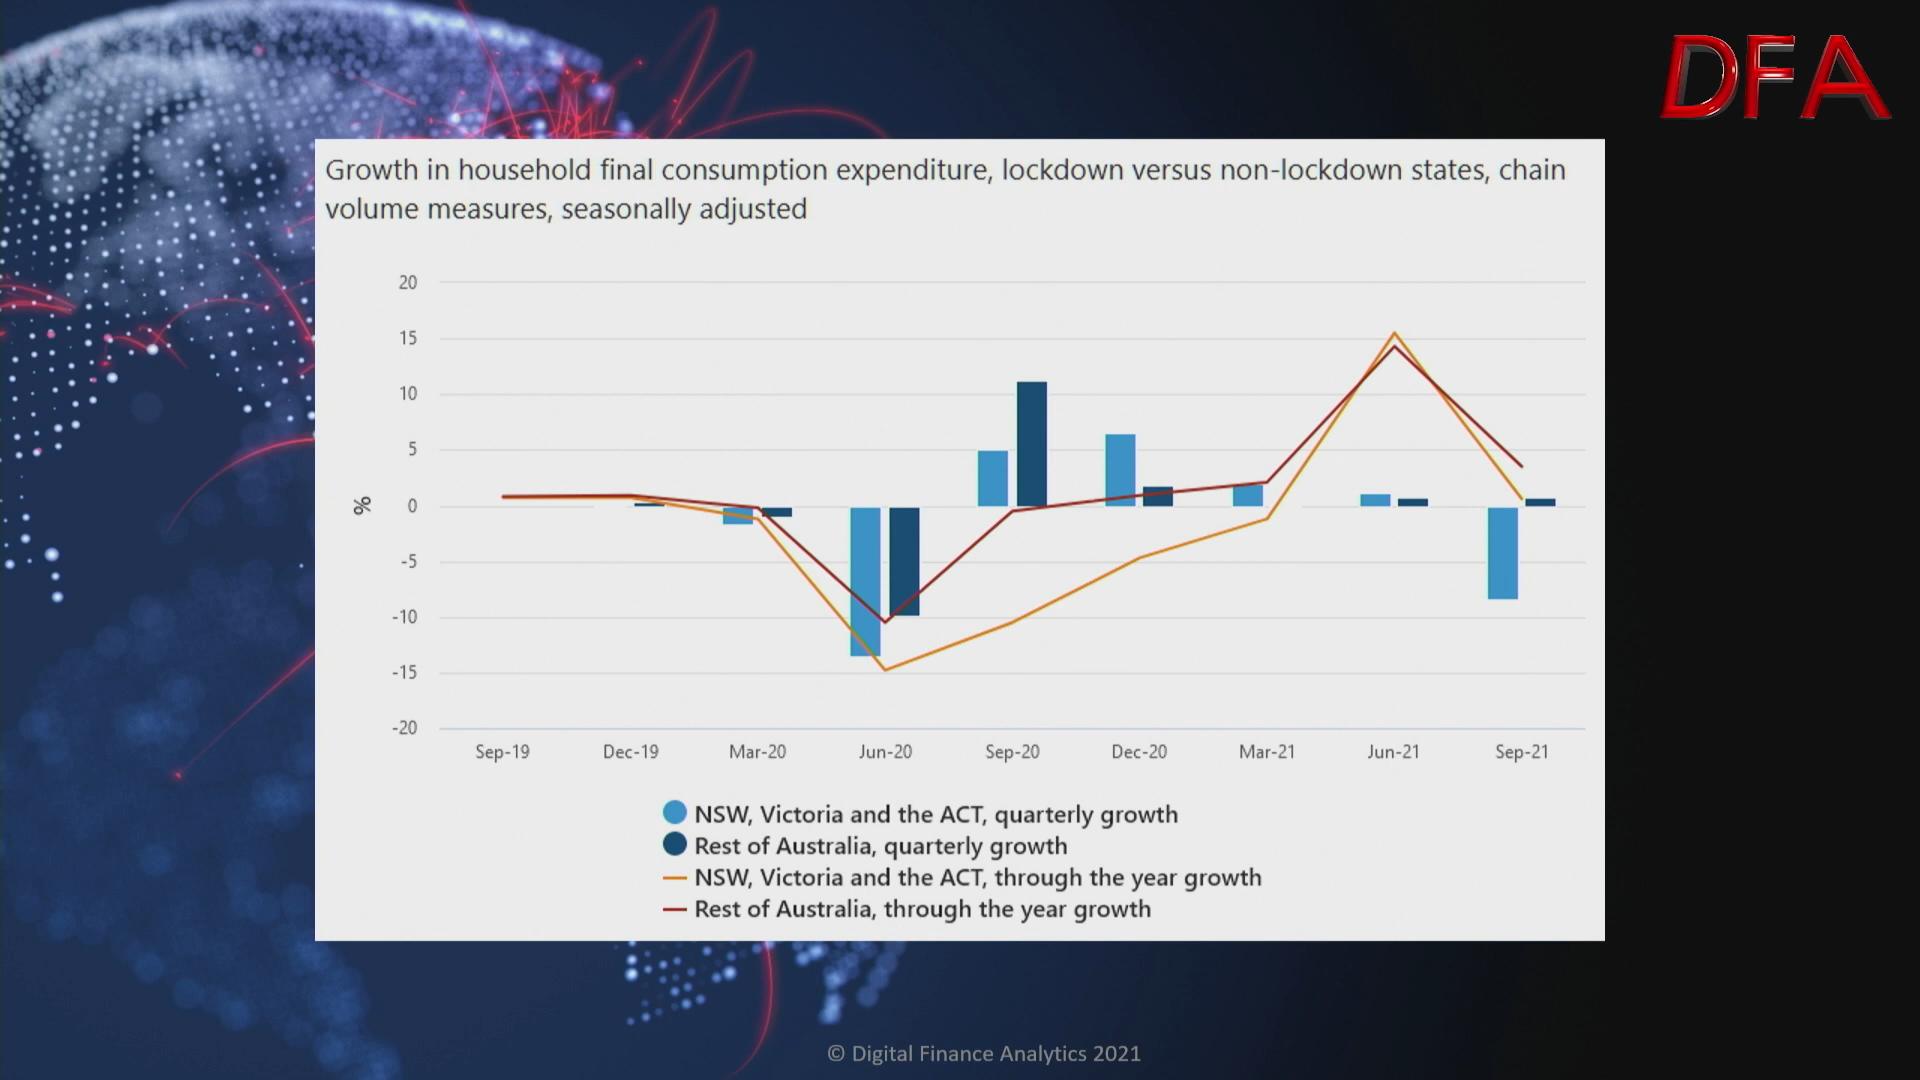 DFA
Growth in household final consumption expenditure, lockdown versus non-lockdown states, chain
volume measures, seasonally adjusted
20
15
10
5
0
-5
-10
-15
-20
%
Sep-19 Dec-19 Mar-20 Jun-20 Sep-20 Dec-20 Mar-21 Jun-21 Sep-21
NSW, Victoria and the ACT, quarterly growth
Rest of Australia, quarterly growth
NSW, Victoria and the ACT, through the year growth
Rest of Australia, through the year growth
© Digital Finance Analytics 2021